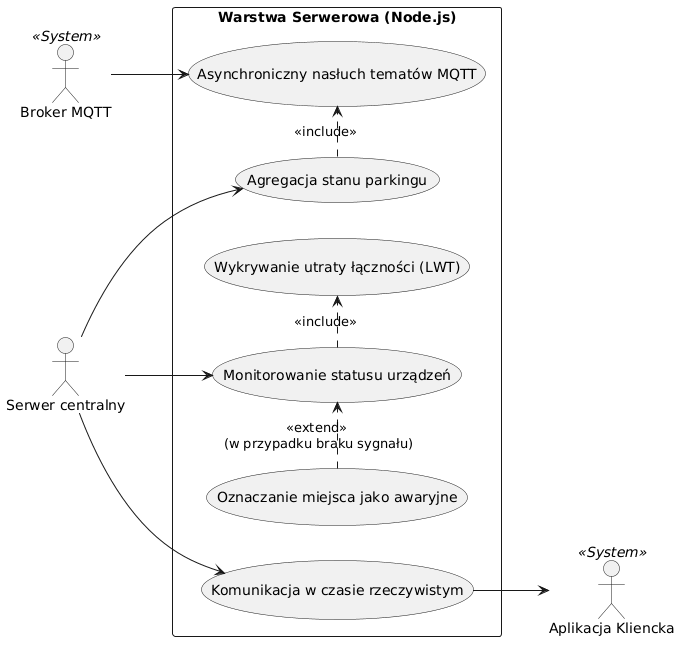 Warstwa Serwerowa (Node.js)
«System»
Broker MQTT
Asynchroniczny nasłuch tematów MQTT
«include»
Agregacja stanu parkingu
Wykrywanie utraty łączności (LWT)
«include»
Serwer centralny
Monitorowanie statusu urządzeń
«extend»
(w przypadku braku sygnału)
Oznaczanie miejsca jako awaryjne
Komunikacja w czasie rzeczywistym
«System»
Aplikacja Kliencka